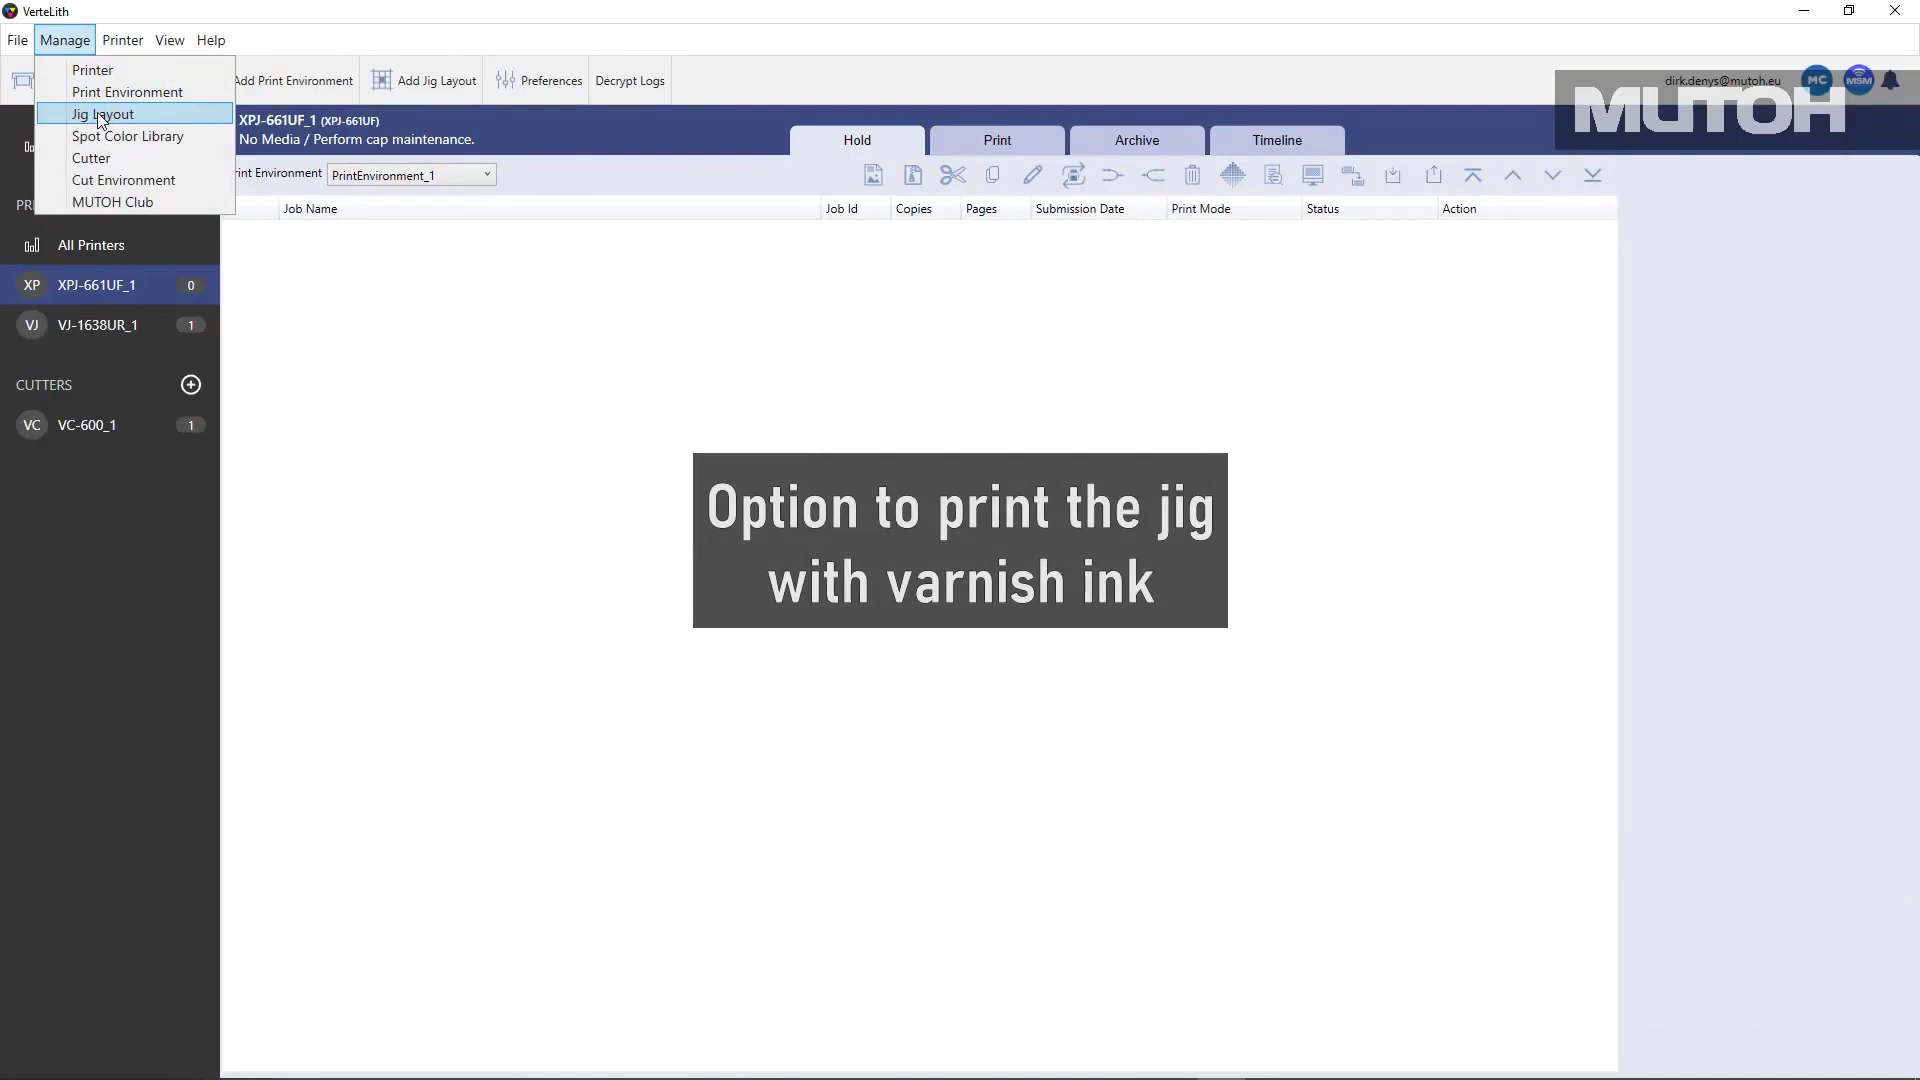 VerteLith
File Manage Printer View Help
Printer
Print Environment
Jig Layout
Spot Color Library
Cutter
Cut Environment
MUTOH Club
Add Print Environment
Add Jig Layout
Preferences
Decrypt Logs
dirk.denys@mutoh.eu
MC
MSM
MUTOH
XPJ-661UF_1 (XPJ-661UF)
No Media / Perform cap maintenance.
Hold
Print
Archive
Timeline
rint Environment
PrintEnvironment_1
Job Name
Job Id
Copies
Pages
Submission Date
Print Mode
Status
Action
PR
All Printers
XP XPJ-661UF_1 0
VJ VJ-1638UR_1 1
CUTTERS
VC VC-600_1 1
Option to print the jig
with varnish ink